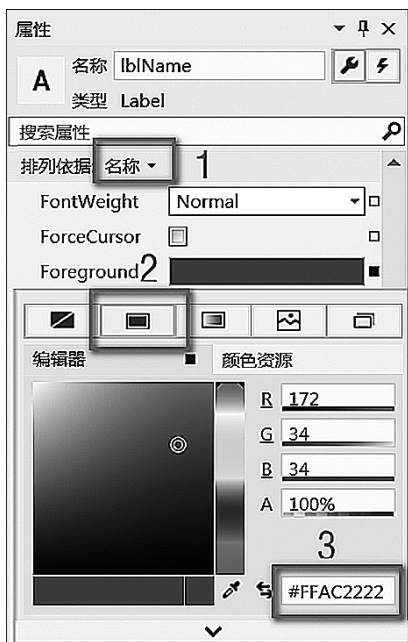 属性
名称 lblName
A
类型 Label
搜索属性
排列依据: 名称 1
FontWeight Normal
ForceCursor
Foreground 2
编辑器 颜色资源
R 172
G 34
B 34
A 100%
3
#FFAC2222